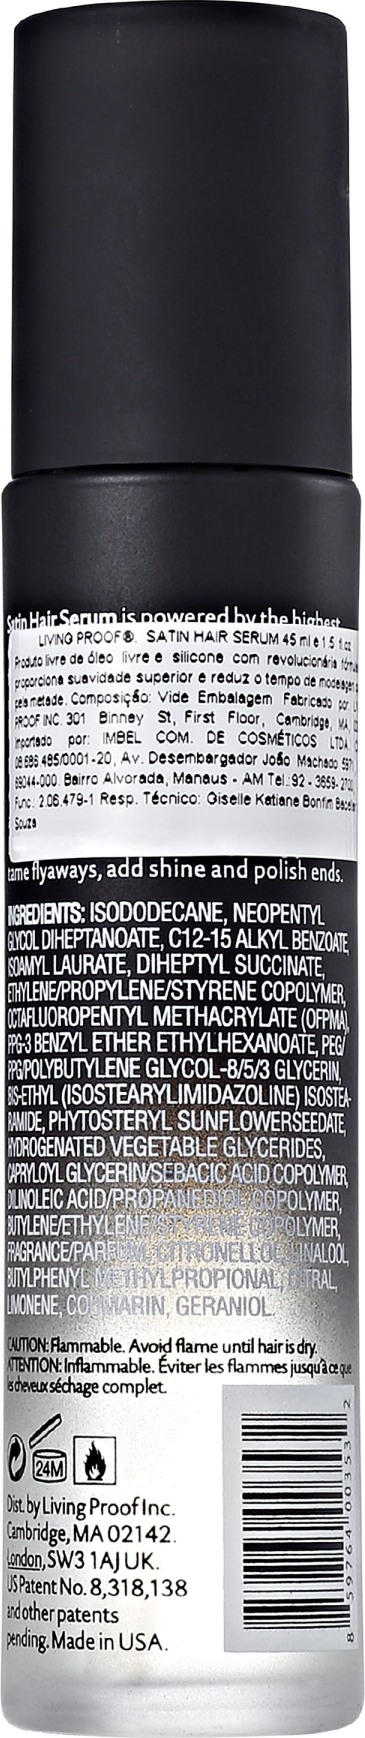 Satin Hair Serum is powered by the highest
LIVING PROOF®. SATIN HAIR SERUM 45 ml e 1.5 fl oz
Produto livre de óleo livre e silicone com revolucionária
proporciona suavidade superior e reduz o tempo de modelagem
pela metade. Composição: Vide Embalagem Fabricado por
PROOF INC. 301 Binney St, First Floor, Cambridge, MA
Importado por: IMBEL COM. DE COSMÉTICOS LTDA.
08.686.485/0001-20, Av. Desembargador João Machado
69044-000. Bairro Alvorada, Manaus - AM Tel.:92 - 3659-2700,
Func.: 2.06.479-1 Resp. Técnico: Giselle Katiane Bonfim
Souza
tame flyaways, add shine and polish ends.
INGREDIENTS: ISODODECANE, NEOPENTYL
GLYCOL DIHEPTANOATE, C12-15 ALKYL BENZOATE,
ISOAMYL LAURATE, DIHEPTYL SUCCINATE,
ETHYLENE/PROPYLENE/STYRENE COPOLYMER,
OCTAFLUOROPENTYL METHACRYLATE (OFPMA),
PPG-3 BENZYL ETHER ETHYLHEXANOATE, PEG/
PPG/POLYBUTYLENE GLYCOL-8/5/3 GLYCERIN,
BIS-ETHYL (ISOSTEARYLIMIDAZOLINE) ISOSTEA-
RAMIDE, PHYTOSTERYL SUNFLOWERSEEDATE,
HYDROGENATED VEGETABLE GLYCERIDES,
CAPRYLOYL GLYCERIN/SEBACIC ACID COPOLYMER,
DILINOLEIC ACID/PROPANEDIOL COPOLYMER,
BUTYLENE/ETHYLENE/STYRENE COPOLYMER,
FRAGRANCE/PARFUM, CITRONELLOL, LINALOOL,
BUTYLPHENYL METHYLPROPIONAL, CITRAL,
LIMONENE, COUMARIN, GERANIOL.
CAUTION: Flammable. Avoid flame until hair is dry.
ATTENTION: Inflammable. Éviter les flammes jusqu'à ce que
les cheveux séchage complet.
24M
Dist. by Living Proof Inc.
Cambridge, MA 02142.
London, SW3 1AJ UK.
US Patent No. 8,318,138
and other patents
pending. Made in USA.
8 59764 00353 2